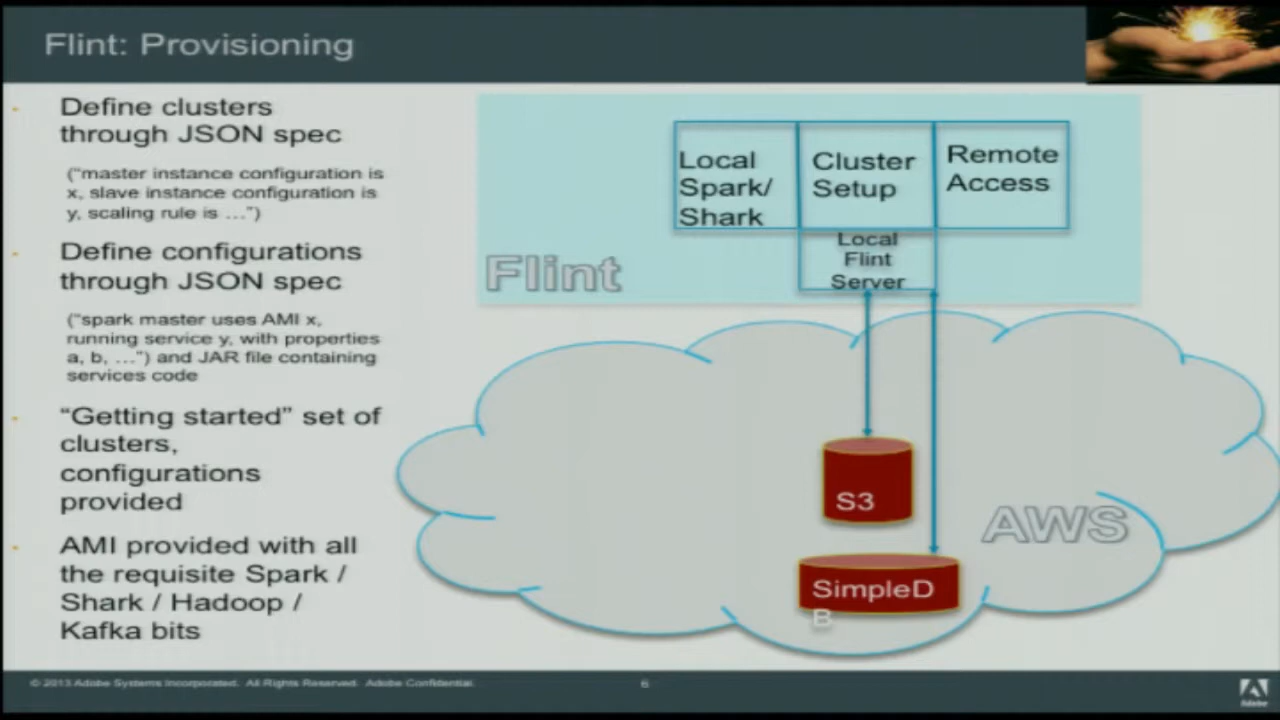 Flint: Provisioning
Define clusters
through JSON spec
("master instance configuration is
x, slave instance configuration is
y, scaling rule is ...")
Define configurations
through JSON spec
("spark master uses AMI x,
running service y, with properties
a, b, ...") and JAR file containing
services code
“Getting started” set of
clusters,
configurations
provided
AMI provided with all
the requisite Spark /
Shark / Hadoop /
Kafka bits
Local
Spark/
Shark
Cluster
Setup
Remote
Access
Local
Flint
Server
Flint
S3
AWS
SimpleD
B
© 2013 Adobe Systems Incorporated. All Rights Reserved. Adobe Confidential.
6
Adobe